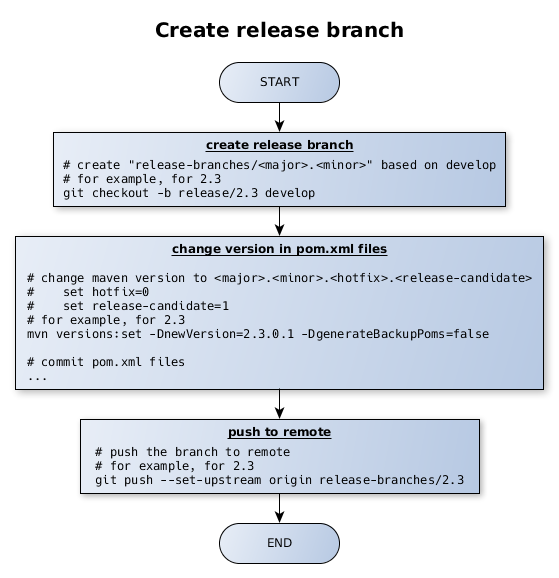 Create release branch
START
create release branch
# create "release-branches/<major>.<minor>" based on develop
# for example, for 2.3
git checkout -b release/2.3 develop
change version in pom.xml files
# change maven version to <major>.<minor>.<hotfix>.<release-candidate>
#    set hotfix=0
#    set release-candidate=1
# for example, for 2.3
mvn versions:set -DnewVersion=2.3.0.1 -DgenerateBackupPoms=false
# commit pom.xml files
...
push to remote
# push the branch to remote
# for example, for 2.3
git push --set-upstream origin release-branches/2.3
END